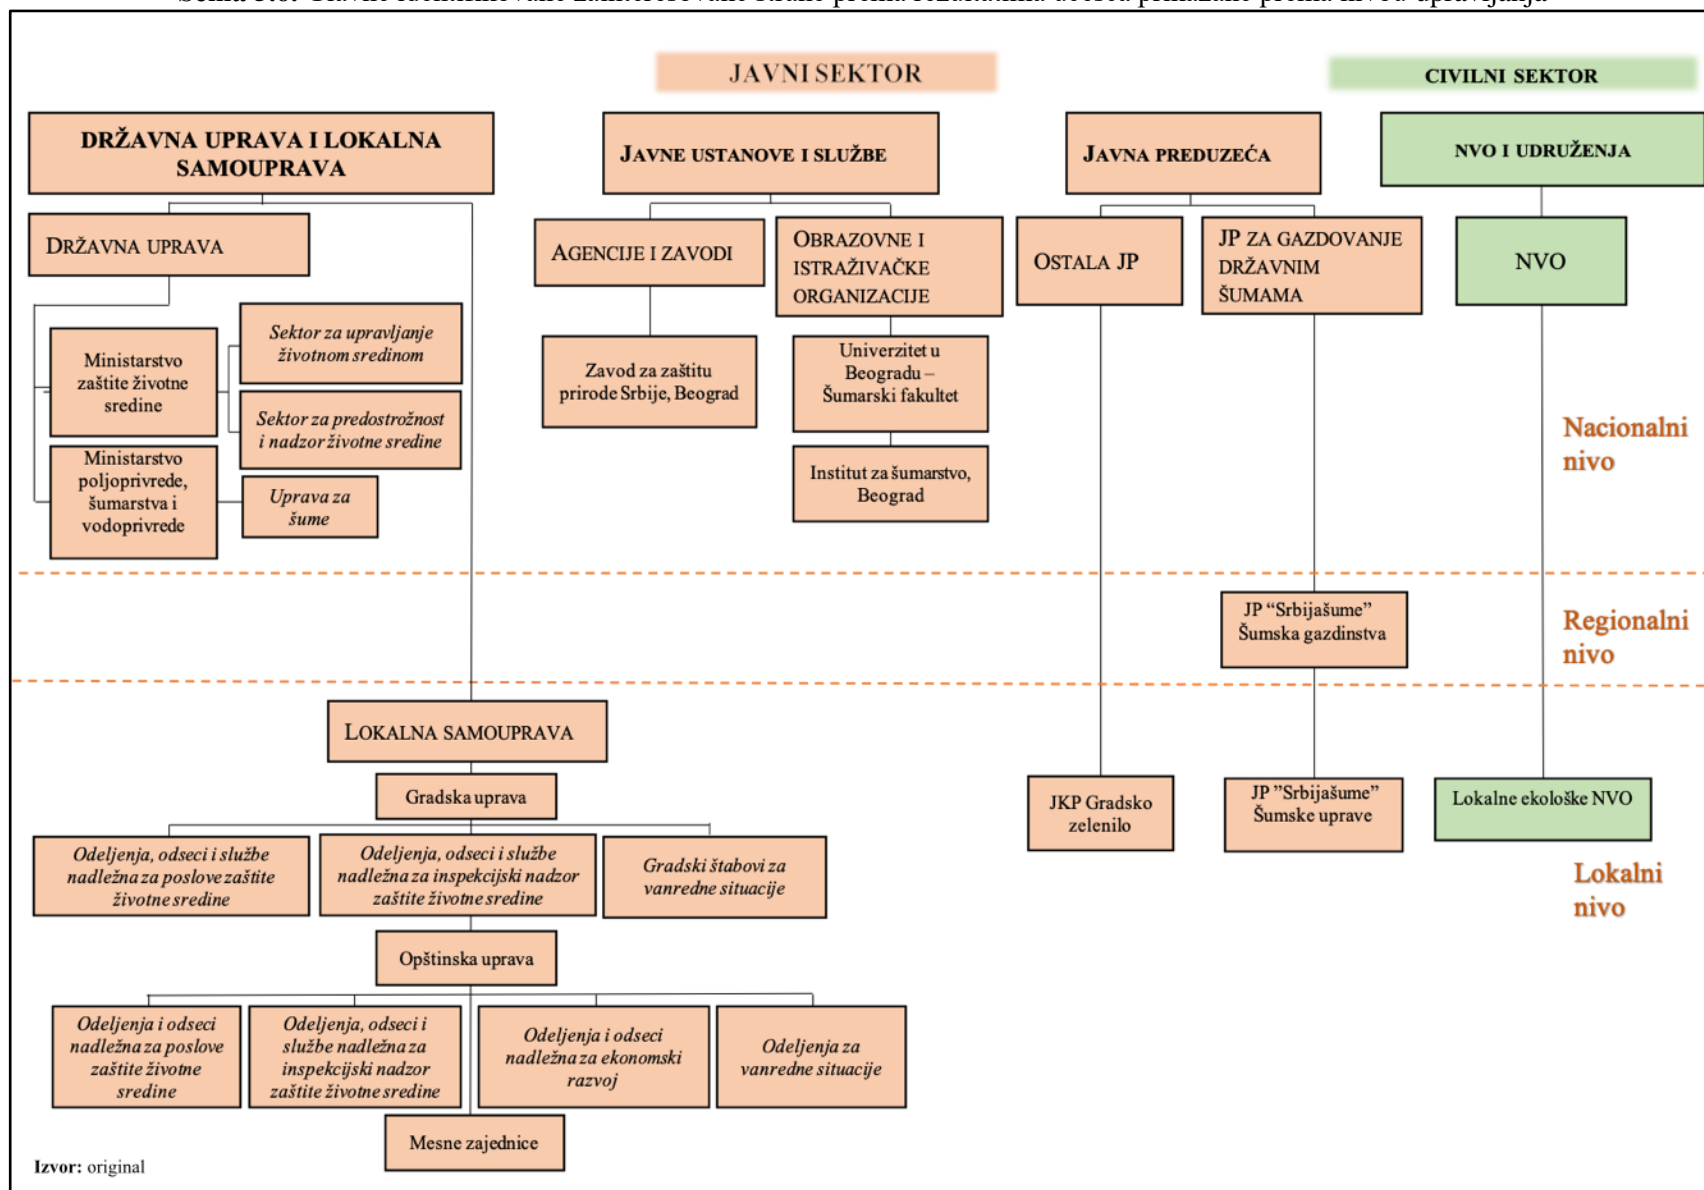 JAVNI SEKTOR
CIVILNI SEKTOR
DRŽAVNA UPRAVA I LOKALNA
SAMOUPRAVA
JAVNE USTANOVE I SLUŽBE
JAVNA PREDUZEĆA
NVO I UDRUŽENJA
DRŽAVNA UPRAVA
AGENCIJE I ZAVODI
OBRAZOVNE I
ISTRAŽIVAČKE
ORGANIZACIJE
OSTALA JP
JP ZA GAZDOVANJE
DRŽAVNIM
ŠUMAMA
NVO
Ministarstvo
zaštite životne
sredine
Sektor za upravljanje
životnom sredinom
Sektor za predostrožnost
i nadzor životne sredine
Ministarstvo
poljoprivrede,
šumarstva i
vodoprivrede
Uprava za
šume
Zavod za zaštitu
prirode Srbije, Beograd
Univerzitet u
Beogradu –
Šumarski fakultet
Institut za šumarstvo,
Beograd
Nacionalni
nivo
JP “Srbijašume”
Šumska gazdinstva
Regionalni
nivo
LOKALNA SAMOUPRAVA
Gradska uprava
JKP Gradsko
zelenilo
JP ”Srbijašume”
Šumske uprave
Lokalne ekološke NVO
Odeljenja, odseci i službe
nadležna za poslove zaštite
životne sredine
Odeljenja, odseci i službe
nadležna za inspekcijski nadzor
zaštite životne sredine
Gradski štabovi za
vanredne situacije
Lokalni
nivo
Opštinska uprava
Odeljenja i odseci
nadležna za poslove
zaštite životne
sredine
Odeljenja, odseci i
službe nadležna za
inspekcijski nadzor
zaštite životne sredine
Odeljenja i odseci
nadležna za ekonomski
razvoj
Odeljenja za
vanredne situacije
Mesne zajednice
Izvor: original